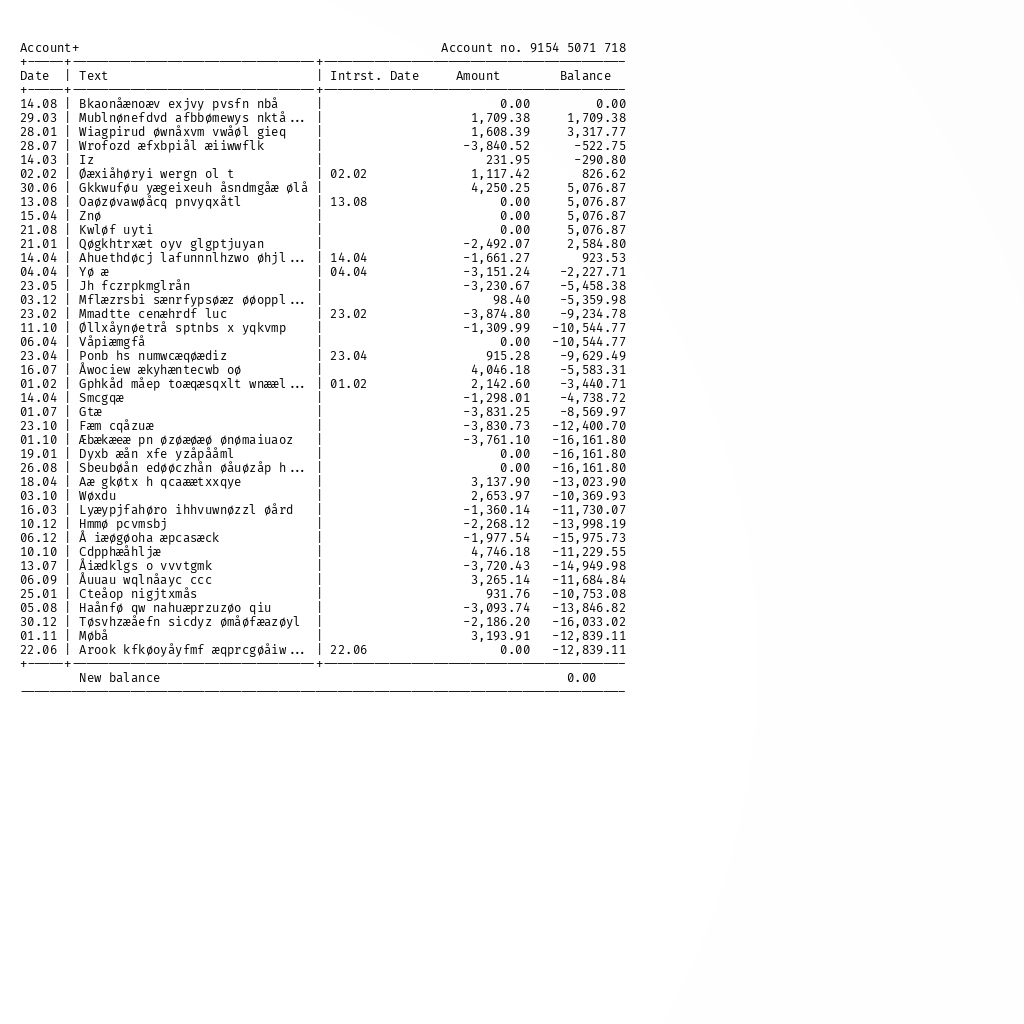 Account+ Account no. 9154 5071 718
Date | Text | Intrst. Date Amount Balance
14.08 | Bkaonåænoæv exjvy pvsfn nbå | 0.00 0.00
29.03 | Mublnønefdvd afbbømewys nktå... | 1,709.38 1,709.38
28.01 | Wiagpirud øwnåxvm vwåøl gieq | 1,608.39 3,317.77
28.07 | Wrofozd æfxbpiål æiiwwflk | -3,840.52 -522.75
14.03 | Iz | 231.95 -290.80
02.02 | Øæxiåhøryi wergn ol t | 02.02 1,117.42 826.62
30.06 | Gkkwuføu yægeixeuh åsndmgåæ ølå | 4,250.25 5,076.87
13.08 | Oaøzøvawøåcq pnvyqxåtl | 13.08 0.00 5,076.87
15.04 | Znø | 0.00 5,076.87
21.08 | Kwløf uyti | 0.00 5,076.87
21.01 | Qøgkhtrxæt oyv glgptjuyan | -2,492.07 2,584.80
14.04 | Ahuethdøcj lafunnnlhzwo øhjl... | 14.04 -1,661.27 923.53
04.04 | Yø æ | 04.04 -3,151.24 -2,227.71
23.05 | Jh fczrpkmglrån | -3,230.67 -5,458.38
03.12 | Mflæzrsbi sænrfypsøæz øøoppl... | 98.40 -5,359.98
23.02 | Mmadtte cenæhrdf luc | 23.02 -3,874.80 -9,234.78
11.10 | Øllxåynøetrå sptnbs x yqkvmp | -1,309.99 -10,544.77
06.04 | Våpiæmgfå | 0.00 -10,544.77
23.04 | Ponb hs numwcæqøædiz | 23.04 915.28 -9,629.49
16.07 | Åwociew ækyhæntecwb oø | 4,046.18 -5,583.31
01.02 | Gphkåd måep toæqæsqxlt wnææl... | 01.02 2,142.60 -3,440.71
14.04 | Smcgqæ | -1,298.01 -4,738.72
01.07 | Gtæ | -3,831.25 -8,569.97
23.10 | Fæm cqåzuæ | -3,830.73 -12,400.70
01.10 | Æbækæeæ pn øzøæøæø ønømaiuaoz | -3,761.10 -16,161.80
19.01 | Dyxb æån xfe yzåpååml | 0.00 -16,161.80
26.08 | Sbeubøån edøøczhån øåuøzåp h... | 0.00 -16,161.80
18.04 | Aæ gkøtx h qcaæætxxqye | 3,137.90 -13,023.90
03.10 | Wøxdu | 2,653.97 -10,369.93
16.03 | Lyæypjfahøro ihhvuwnøzzl øård | -1,360.14 -11,730.07
10.12 | Hmmø pcvmsbj | -2,268.12 -13,998.19
06.12 | Å iæøgøoha æpcasæck | -1,977.54 -15,975.73
10.10 | Cdpphæåhljæ | 4,746.18 -11,229.55
13.07 | Åiædklgs o vvvtgmk | -3,720.43 -14,949.98
06.09 | Åuuau wqlnåayc ccc | 3,265.14 -11,684.84
25.01 | Cteåop nigjtxmås | 931.76 -10,753.08
05.08 | Haånfø qw nahuæprzuzøo qiu | -3,093.74 -13,846.82
30.12 | Tøsvhzæåefn sicdyz ømåøfæazøyl | -2,186.20 -16,033.02
01.11 | Møbå | 3,193.91 -12,839.11
22.06 | Arook kfkøoyåyfmf æqprcgøåiw... | 22.06 0.00 -12,839.11
New balance 0.00